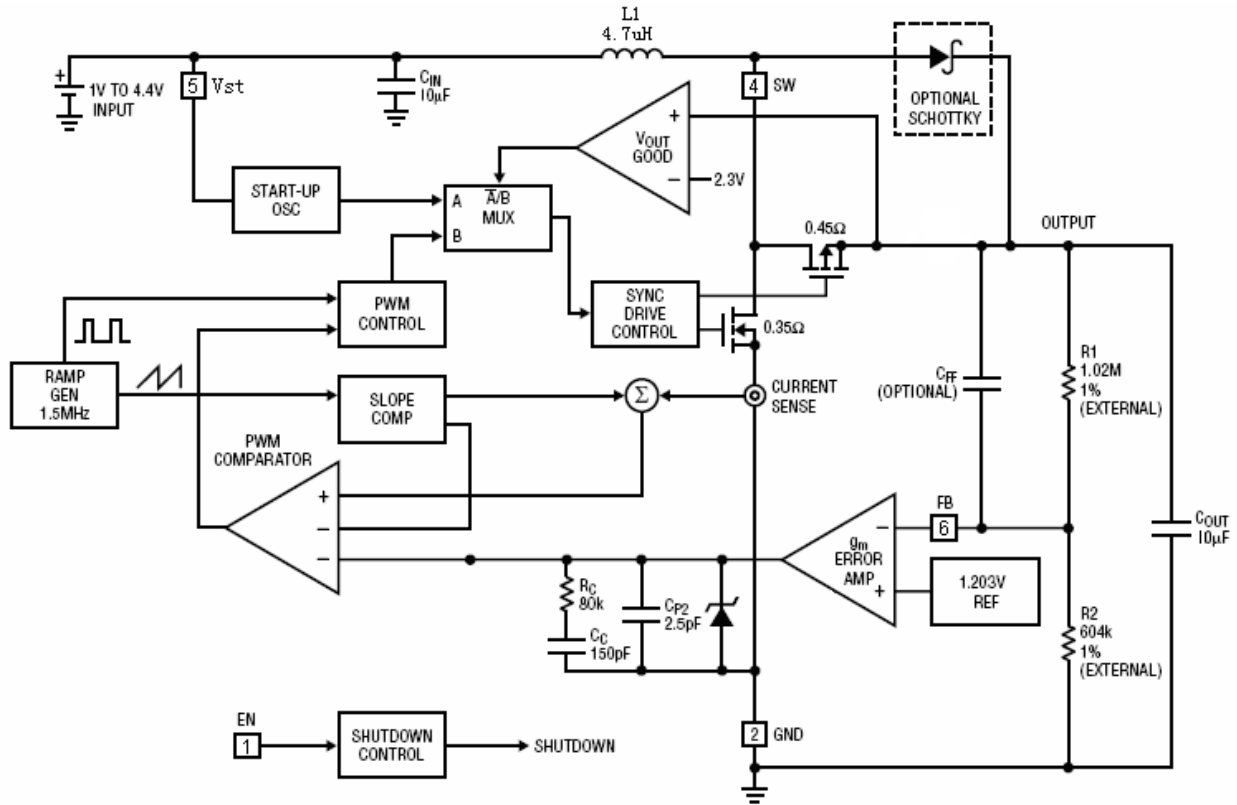 L1
4.7uH
+
1V TO 4.4V
INPUT
5
Vst
CIN
10µF
4
SW
OPTIONAL
SCHOTTKY
+
VOUT
GOOD
−
2.3V
START-UP
OSC
A
A̅/B
MUX
B
0.45Ω
OUTPUT
PWM
CONTROL
SYNC
DRIVE
CONTROL
0.35Ω
RAMP
GEN
1.5MHz
SLOPE
COMP
Σ
CURRENT
SENSE
CFF
(OPTIONAL)
R1
1.02M
1%
(EXTERNAL)
PWM
COMPARATOR
+
−
−
FB
6
−
gm
ERROR
AMP
+
1.203V
REF
COUT
10µF
RC
80k
CC
150pF
CP2
2.5pF
R2
604k
1%
(EXTERNAL)
EN
1
SHUTDOWN
CONTROL
SHUTDOWN
2
GND